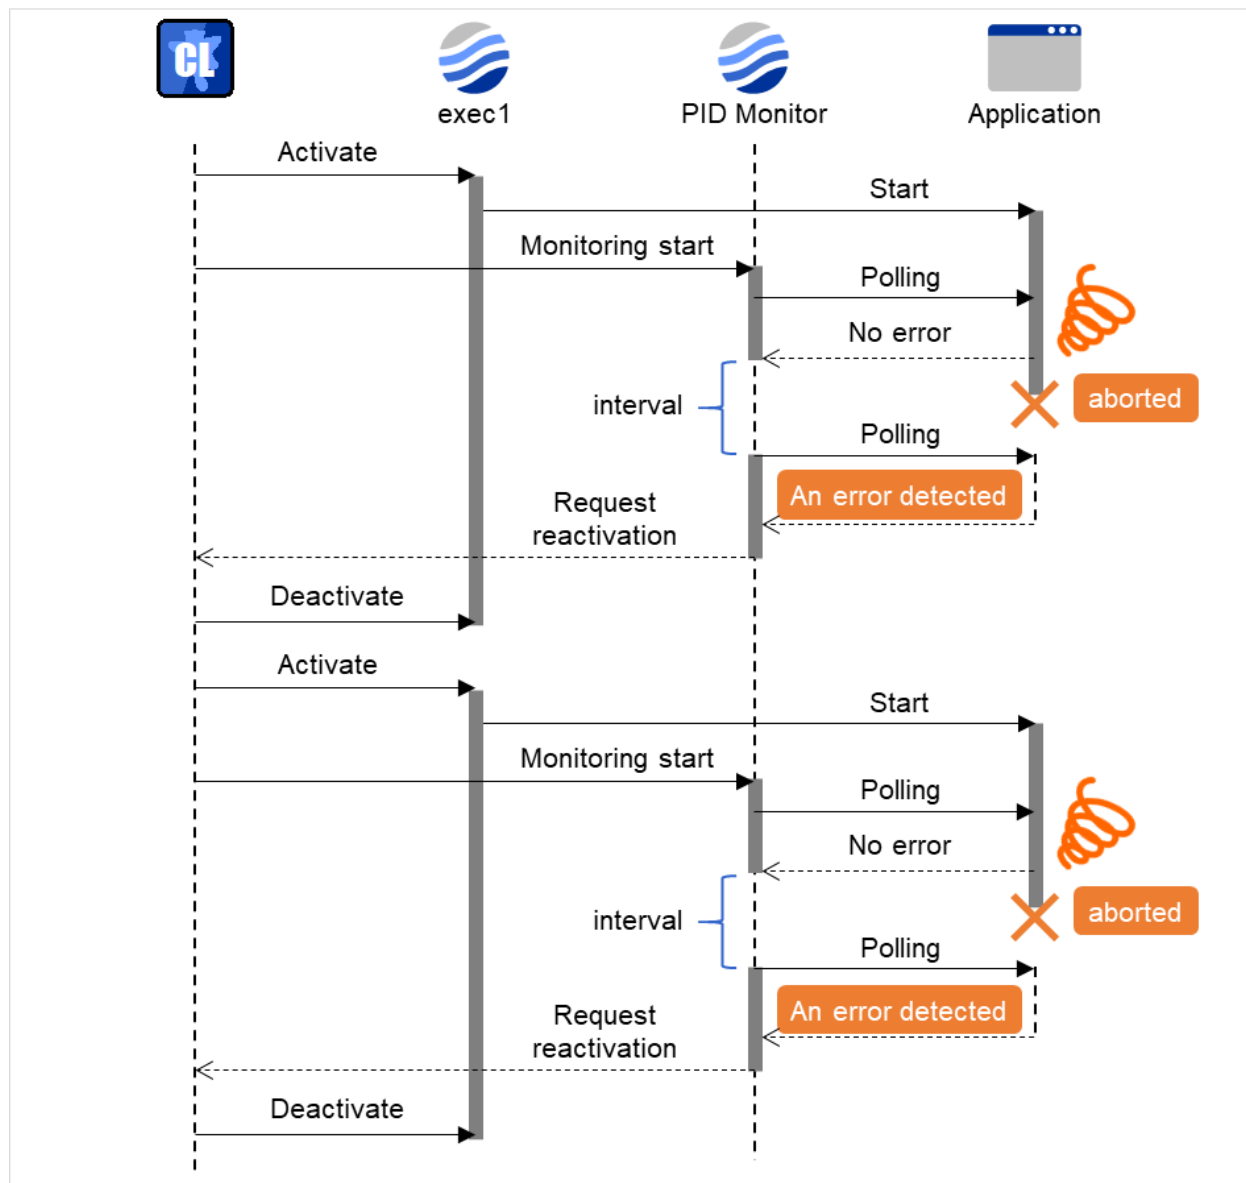 CL
exec1
PID Monitor
Application
Activate
Start
Monitoring start
Polling
No error
interval
aborted
Polling
An error detected
Request
reactivation
Deactivate
Activate
Start
Monitoring start
Polling
No error
interval
aborted
Polling
An error detected
Request
reactivation
Deactivate